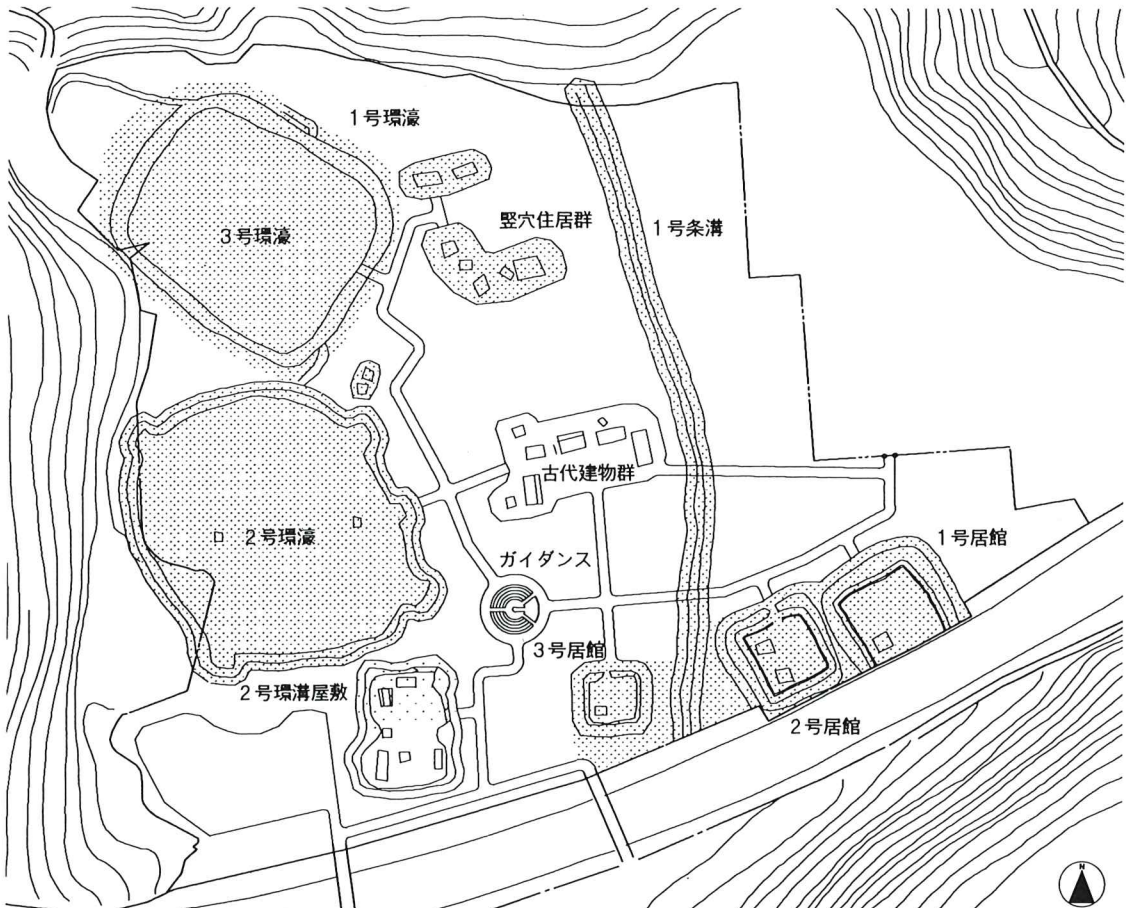 1号環濠
竪穴住居群
1号条溝
3号環濠
古代建物群
2号環濠
ガイダンス
1号居館
3号居館
2号環溝屋敷
2号居館
N